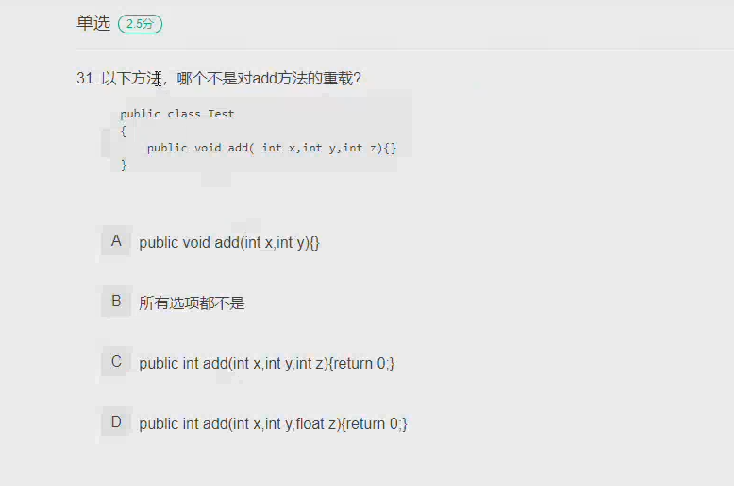 单选 2.5分
31. 以下方法，哪个不是对add方法的重载?
public class Test
{
public void add( int x,int y,int z){}
}
A public void add(int x,int y){}
B 所有选项都不是
C public int add(int x,int y,int z){return 0;}
D public int add(int x,int y,float z){return 0;}